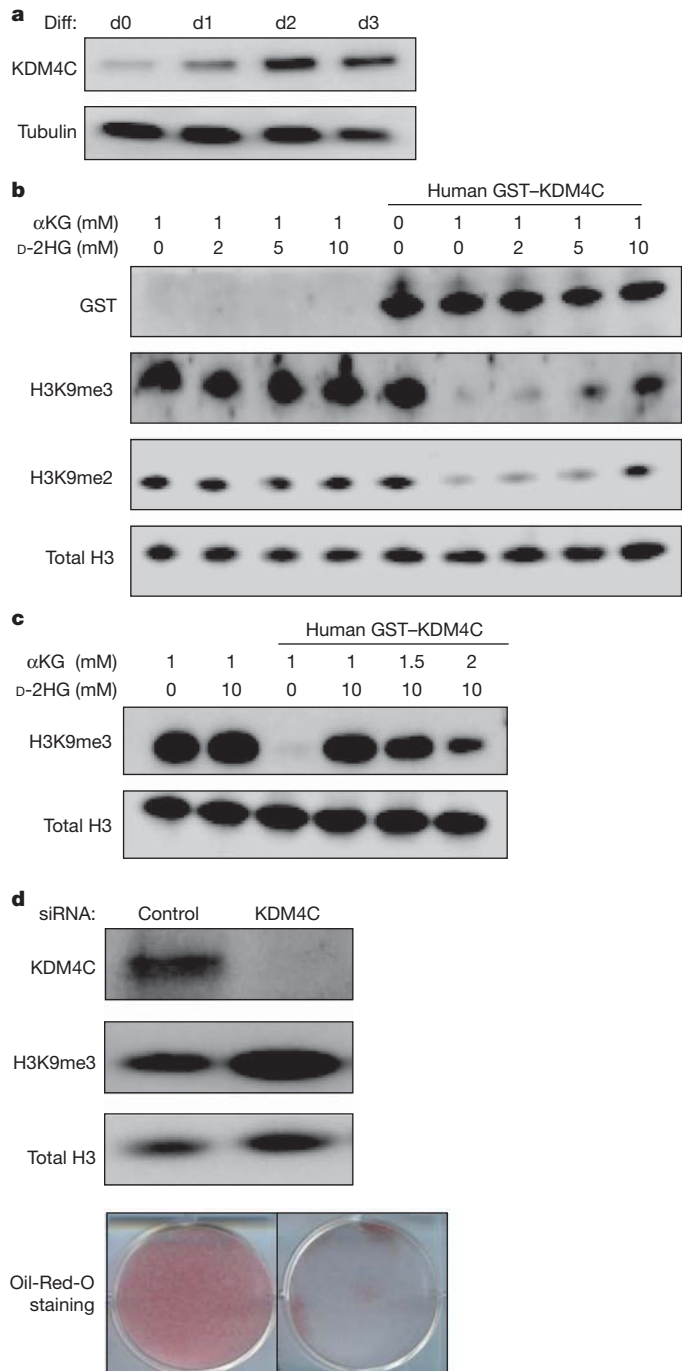 a
Diff: d0 d1 d2 d3
KDM4C
Tubulin
b
Human GST–KDM4C
αKG (mM) 1 1 1 1 0 1 1 1 1
D-2HG (mM) 0 2 5 10 0 0 2 5 10
GST
H3K9me3
H3K9me2
Total H3
c
Human GST–KDM4C
αKG (mM) 1 1 1 1 1.5 2
D-2HG (mM) 0 10 0 10 10 10
H3K9me3
Total H3
d
siRNA: Control KDM4C
KDM4C
H3K9me3
Total H3
Oil-Red-O
staining